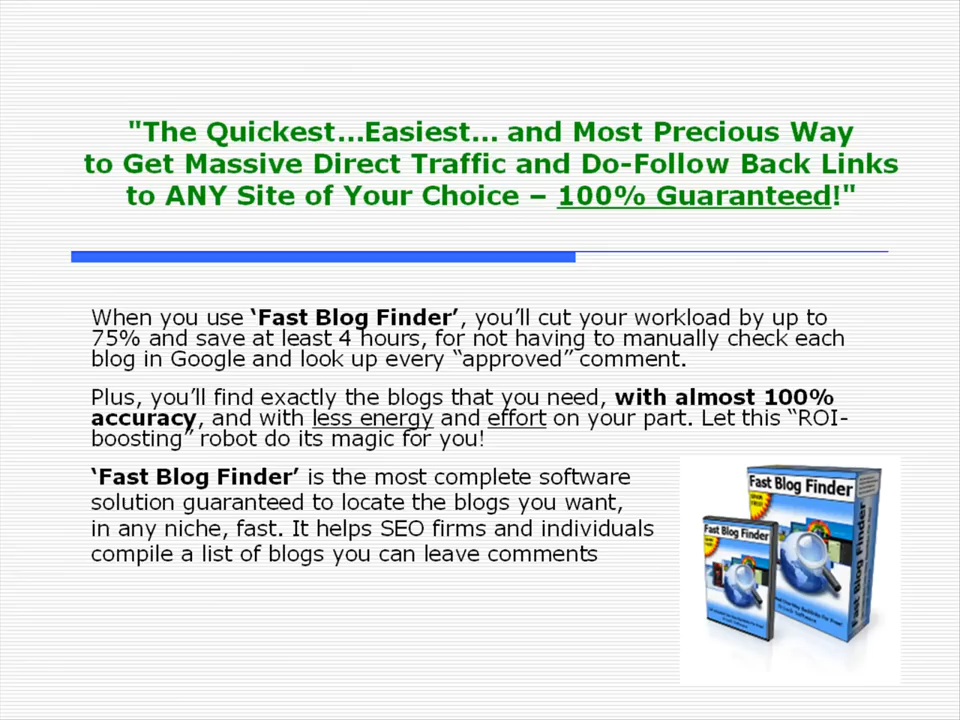 "The Quickest…Easiest… and Most Precious Way
to Get Massive Direct Traffic and Do-Follow Back Links
to ANY Site of Your Choice – 100% Guaranteed!"
When you use ‘Fast Blog Finder’, you’ll cut your workload by up to
75% and save at least 4 hours, for not having to manually check each
blog in Google and look up every “approved” comment.
Plus, you’ll find exactly the blogs that you need, with almost 100%
accuracy, and with less energy and effort on your part. Let this “ROI-
boosting” robot do its magic for you!
‘Fast Blog Finder’ is the most complete software
solution guaranteed to locate the blogs you want,
in any niche, fast. It helps SEO firms and individuals
compile a list of blogs you can leave comments
Fast Blog Finder
Fast Blog Finder
Fast Blog Finder